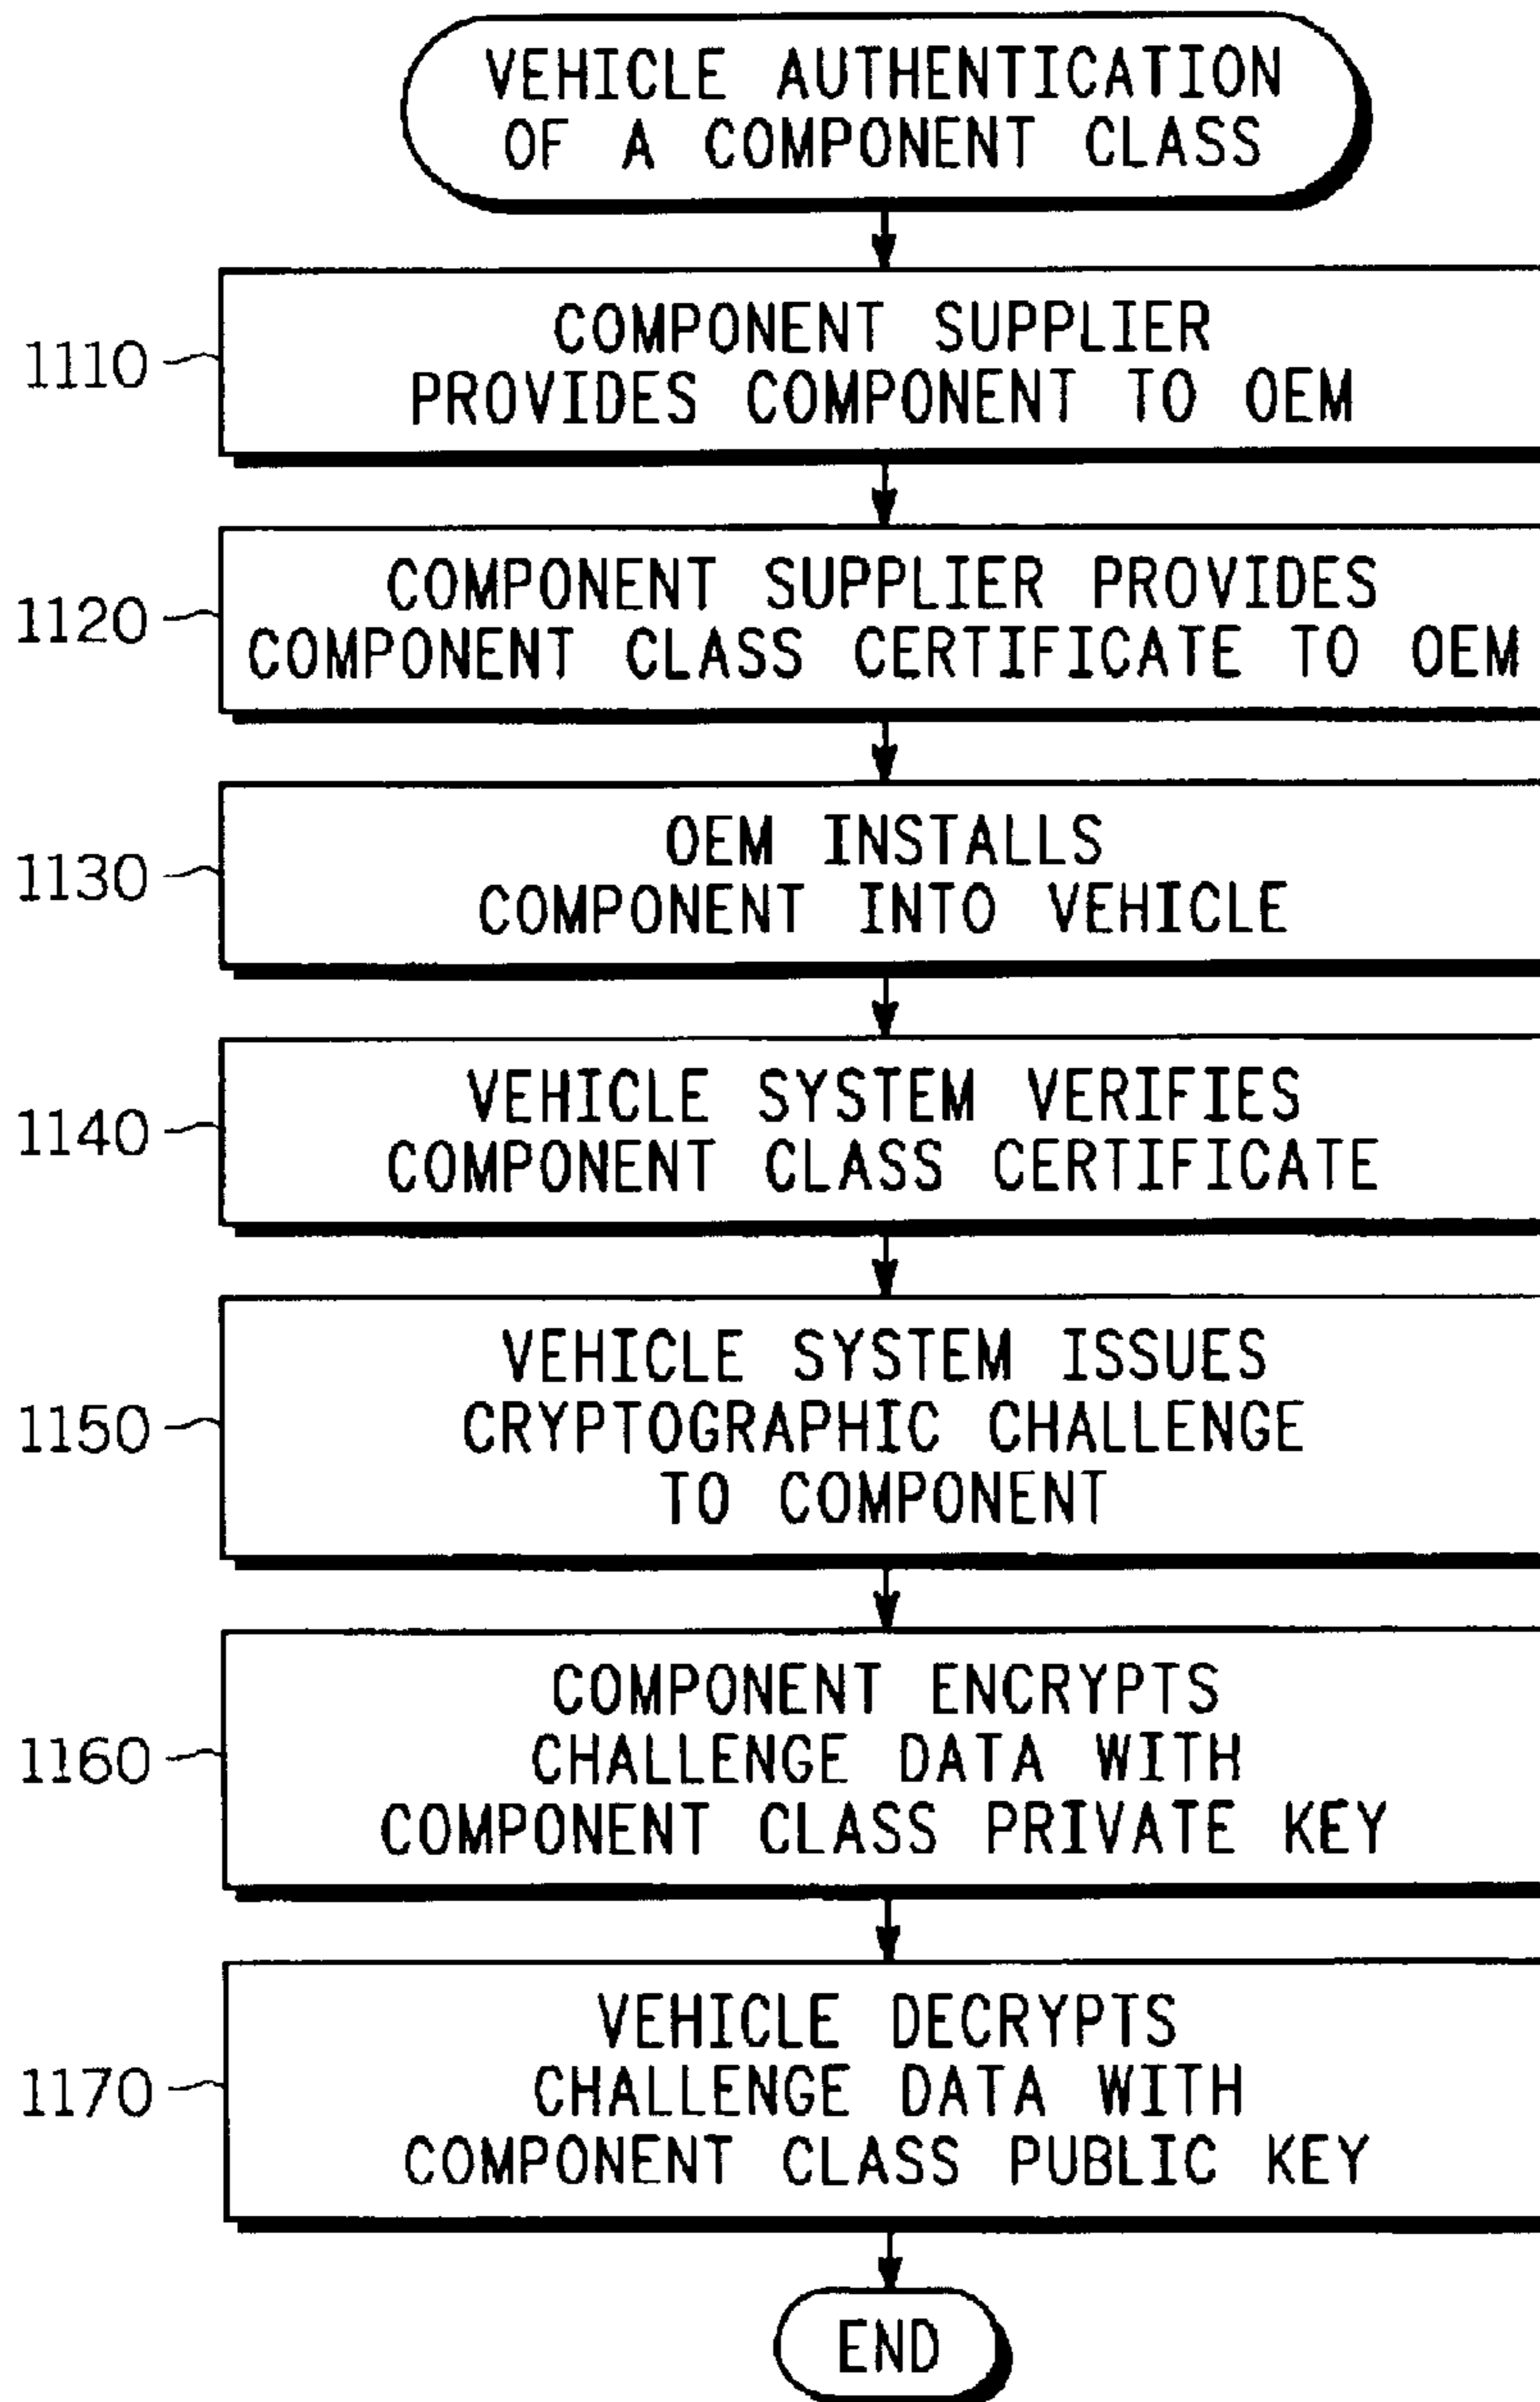 VEHICLE AUTHENTICATION
OF A COMPONENT CLASS
1110
COMPONENT SUPPLIER
PROVIDES COMPONENT TO OEM
1120
COMPONENT SUPPLIER PROVIDES
COMPONENT CLASS CERTIFICATE TO OEM
1130
OEM INSTALLS
COMPONENT INTO VEHICLE
1140
VEHICLE SYSTEM VERIFIES
COMPONENT CLASS CERTIFICATE
1150
VEHICLE SYSTEM ISSUES
CRYPTOGRAPHIC CHALLENGE
TO COMPONENT
1160
COMPONENT ENCRYPTS
CHALLENGE DATA WITH
COMPONENT CLASS PRIVATE KEY
1170
VEHICLE DECRYPTS
CHALLENGE DATA WITH
COMPONENT CLASS PUBLIC KEY
END